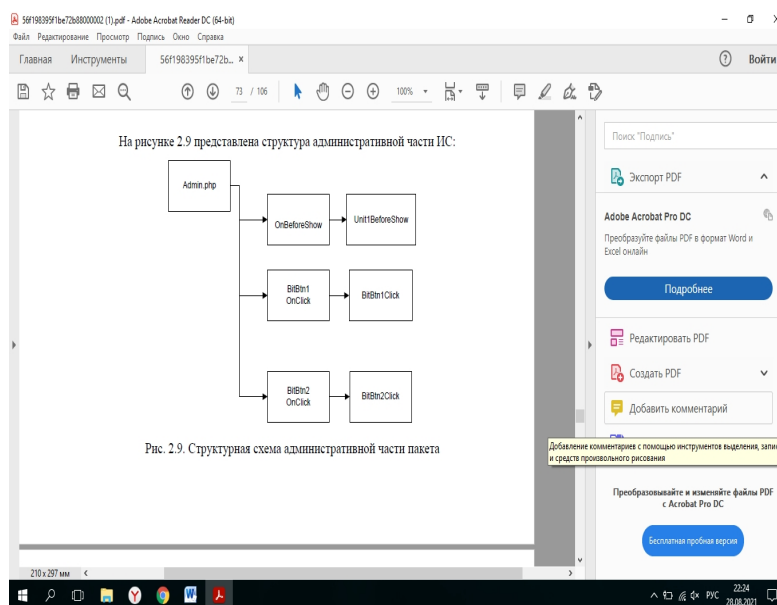 56f198395f1be72b88000002 (1).pdf - Adobe Acrobat Reader DC (64-bit)
Файл Редактирование Просмотр Подпись Окно Справка
Главная Инструменты 56f198395f1be72b... × Войти
73 / 106 100%
На рисунке 2.9 представлена структура административной части ИС:
Admin.php
OnBeforeShow
Unit1BeforeShow
BitBtn1
OnClick
BitBtn1Click
BitBtn2
OnClick
BitBtn2Click
Рис. 2.9. Структурная схема административной части пакета
210 x 297 мм
Поиск "Подпись"
Экспорт PDF
Adobe Acrobat Pro DC
Преобразуйте файлы PDF в формат Word и
Excel онлайн
Подробнее
Редактировать PDF
Создать PDF
Добавить комментарий
Добавление комментариев с помощью инструментов выделения, запис
и средств произвольного рисования
Преобразовывайте и изменяйте файлы PDF
с Acrobat Pro DC
Бесплатная пробная версия
РУС
22:24
28.08.2021